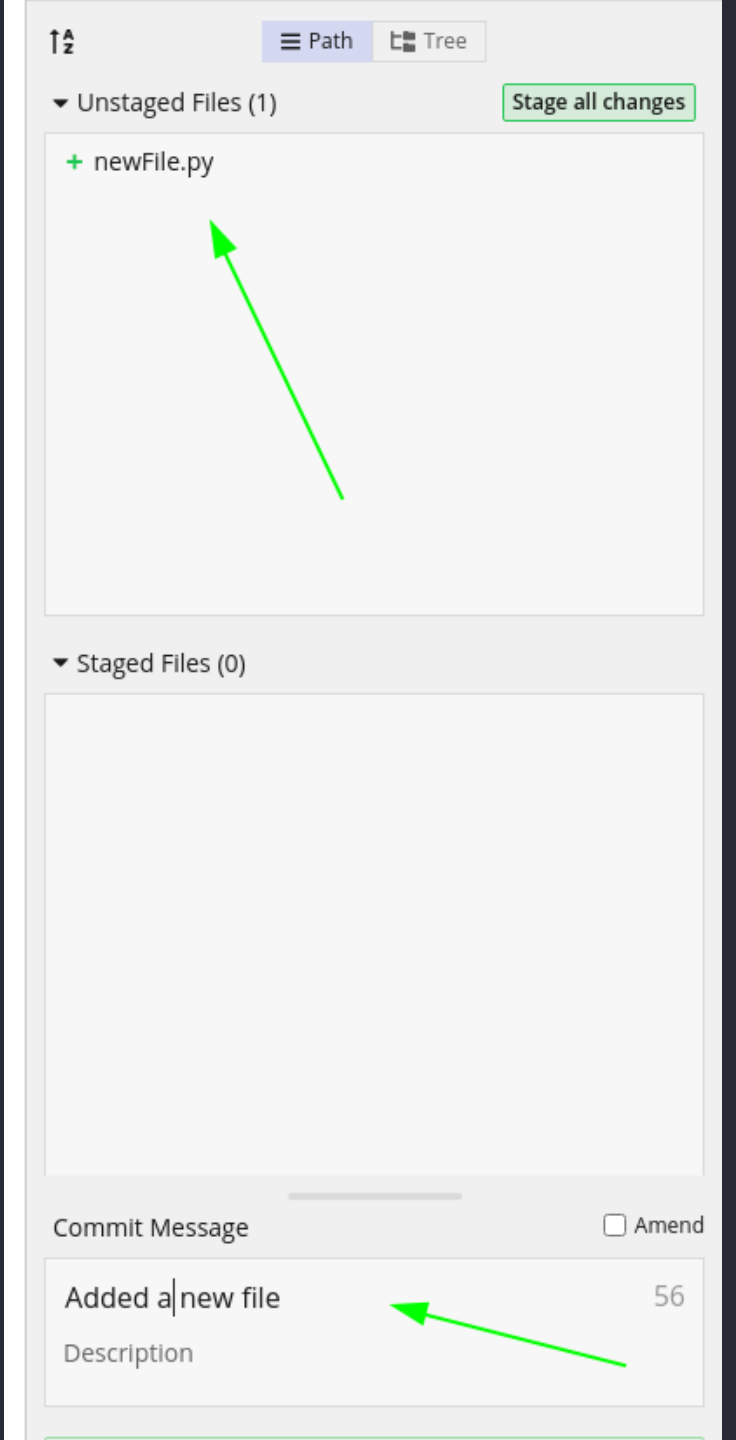 Path Tree
Unstaged Files (1) Stage all changes
+ newFile.py
Staged Files (0)
Commit Message Amend
Added a new file 56
Description